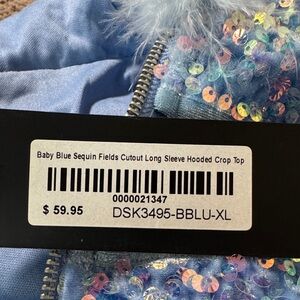 Baby Blue Sequin Fields Cutout Long Sleeve Hooded Crop Top
0000021347
$ 59.95
DSK3495-BBLU-XL